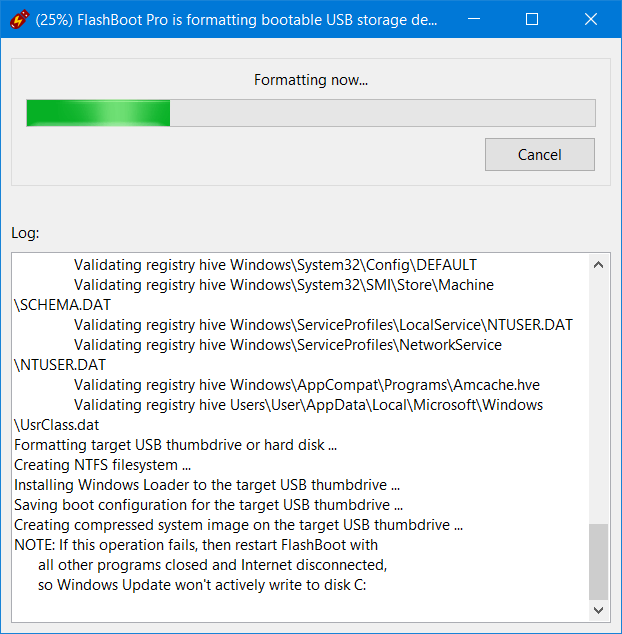 (25%) FlashBoot Pro is formatting bootable USB storage de...
Formatting now...
Cancel
Log:
Validating registry hive Windows\System32\Config\DEFAULT
Validating registry hive Windows\System32\SMI\Store\Machine
\SCHEMA.DAT
Validating registry hive Windows\ServiceProfiles\LocalService\NTUSER.DAT
Validating registry hive Windows\ServiceProfiles\NetworkService
\NTUSER.DAT
Validating registry hive Windows\AppCompat\Programs\Amcache.hve
Validating registry hive Users\User\AppData\Local\Microsoft\Windows
\UsrClass.dat
Formatting target USB thumbdrive or hard disk ...
Creating NTFS filesystem ...
Installing Windows Loader to the target USB thumbdrive ...
Saving boot configuration for the target USB thumbdrive ...
Creating compressed system image on the target USB thumbdrive ...
NOTE: If this operation fails, then restart FlashBoot with
all other programs closed and Internet disconnected,
so Windows Update won't actively write to disk C: